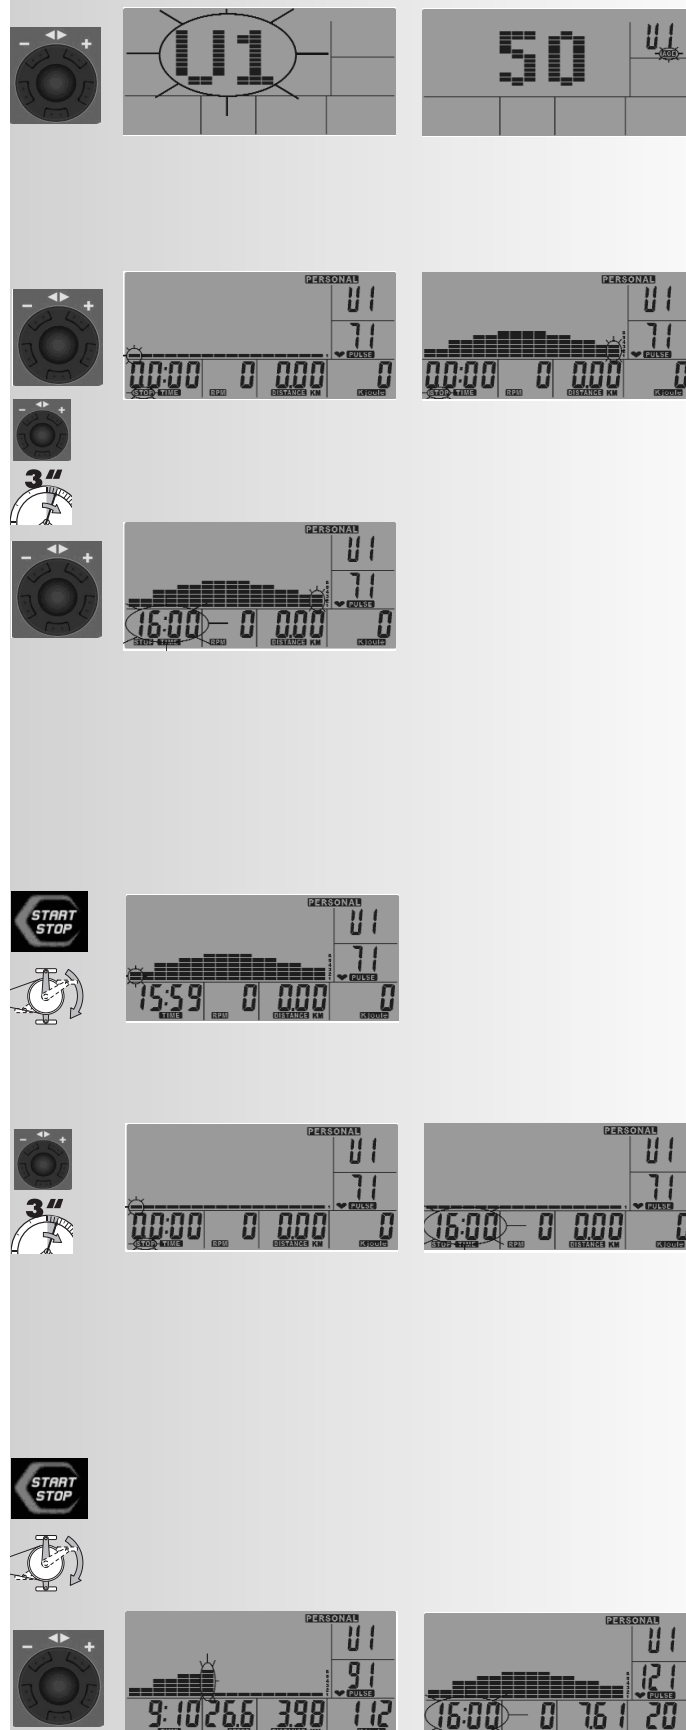 − ◀▶ +
U1
50
U1
AGE
− ◀▶ +
PERSONAL
U1
71
PULSE
00:00 0 0.00 0
STOP TIME RPM DISTANCE KM Kjoule
PERSONAL
U1
71
PULSE
00:00 0 0.00 0
STOP TIME RPM DISTANCE KM Kjoule
− ◀▶ +
3"
− ◀▶ +
PERSONAL
U1
71
PULSE
16:00 0 0.00 0
STOP TIME RPM DISTANCE KM Kjoule
START
STOP
PERSONAL
U1
71
PULSE
15:59 0 0.00 0
TIME RPM DISTANCE KM Kjoule
− ◀▶ +
3"
PERSONAL
U1
71
PULSE
00:00 0 0.00 0
STOP TIME RPM DISTANCE KM Kjoule
PERSONAL
U1
71
PULSE
16:00 0 0.00 0
STOP TIME RPM DISTANCE KM Kjoule
START
STOP
− ◀▶ +
PERSONAL
U1
91
PULSE
9:10 26.6 3.98 112
PERSONAL
U1
121
PULSE
16:00 0 7.61 20